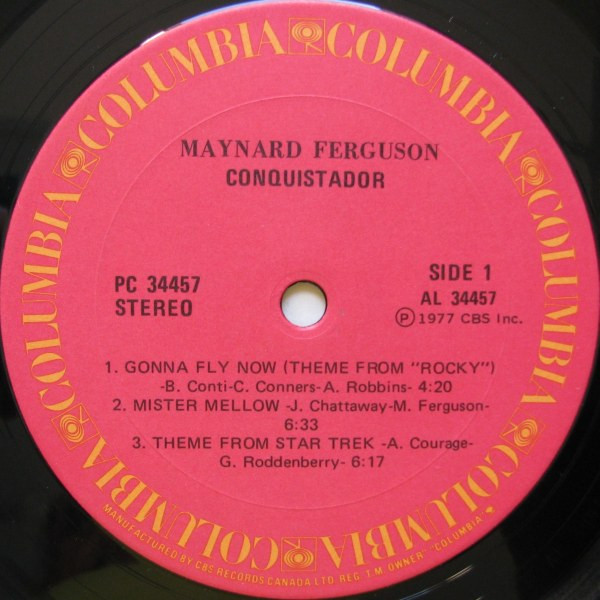 COLUMBIA COLUMBIA COLUMBIA COLUMBIA COLUMBIA COLUMBIA
MAYNARD FERGUSON
CONQUISTADOR
PC 34457
STEREO
SIDE 1
AL 34457
Ⓟ 1977 CBS Inc.
1. GONNA FLY NOW (THEME FROM "ROCKY")
-B. Conti-C. Conners-A. Robbins- 4:20
2. MISTER MELLOW -J. Chattaway-M. Ferguson-
6:33
3. THEME FROM STAR TREK -A. Courage-
G. Roddenberry- 6:17
MANUFACTURED BY CBS RECORDS CANADA LTD. REG. T.M. OWNER "COLUMBIA"